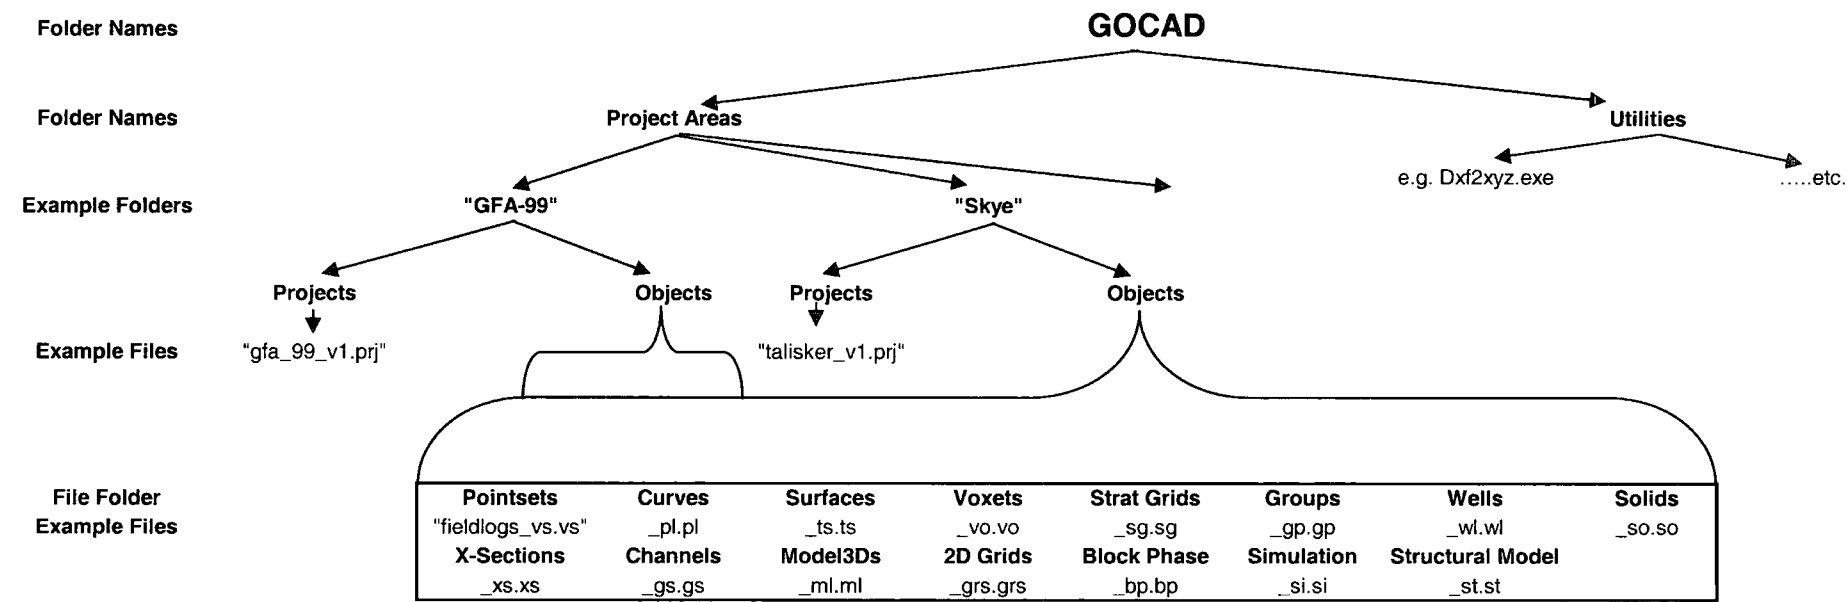 Folder Names GOCAD
Folder Names Project Areas Utilities
e.g. Dxf2xyz.exe .....etc.
Example Folders "GFA-99" "Skye"
Projects Objects Projects Objects
Example Files "gfa_99_v1.prj" "talisker_v1.prj"
File Folder Pointsets Curves Surfaces Voxets Strat Grids Groups Wells Solids
Example Files "fieldlogs_vs.vs" _pl.pl _ts.ts _vo.vo _sg.sg _gp.gp _wl.wl _so.so
X-Sections Channels Model3Ds 2D Grids Block Phase Simulation Structural Model
_xs.xs _gs.gs _ml.ml _grs.grs _bp.bp _si.si _st.st